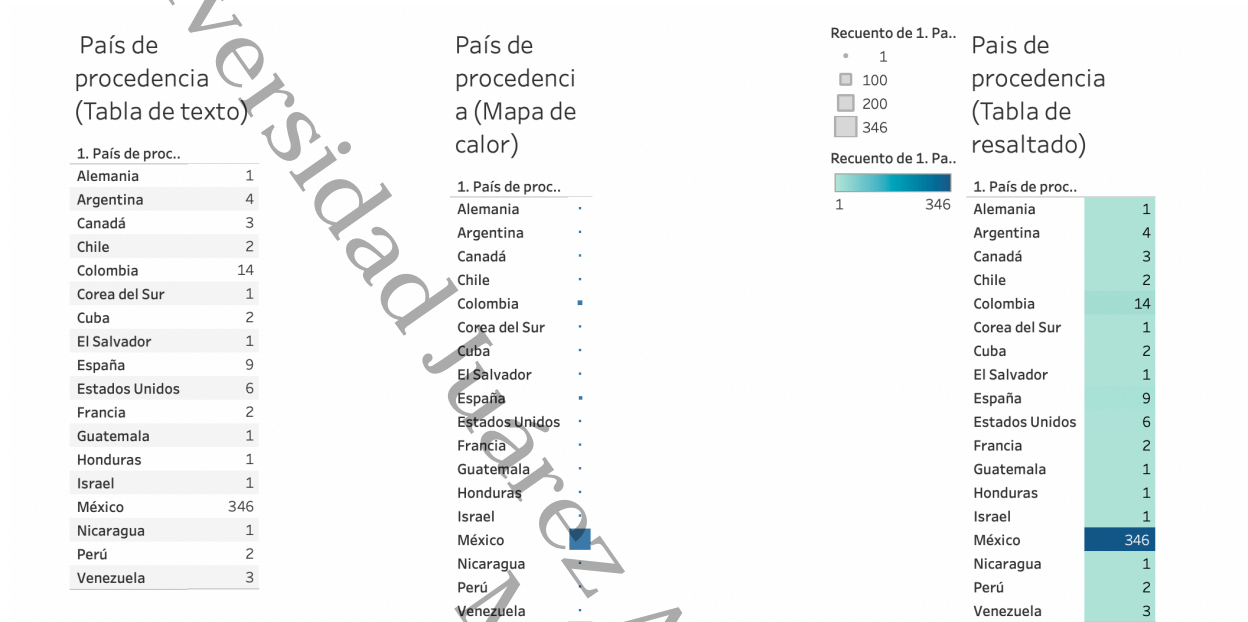 País de
procedencia
(Tabla de texto)
1. País de proc..
Alemania 1
Argentina 4
Canadá 3
Chile 2
Colombia 14
Corea del Sur 1
Cuba 2
El Salvador 1
España 9
Estados Unidos 6
Francia 2
Guatemala 1
Honduras 1
Israel 1
México 346
Nicaragua 1
Perú 2
Venezuela 3
País de
procedenci
a (Mapa de
calor)
1. País de proc..
Alemania
Argentina
Canadá
Chile
Colombia
Corea del Sur
Cuba
El Salvador
España
Estados Unidos
Francia
Guatemala
Honduras
Israel
México
Nicaragua
Perú
Venezuela
Recuento de 1. Pa..
1
100
200
346
Recuento de 1. Pa..
1 346
Pais de
procedencia
(Tabla de
resaltado)
1. País de proc..
Alemania 1
Argentina 4
Canadá 3
Chile 2
Colombia 14
Corea del Sur 1
Cuba 2
El Salvador 1
España 9
Estados Unidos 6
Francia 2
Guatemala 1
Honduras 1
Israel 1
México 346
Nicaragua 1
Perú 2
Venezuela 3
versidad Juárez